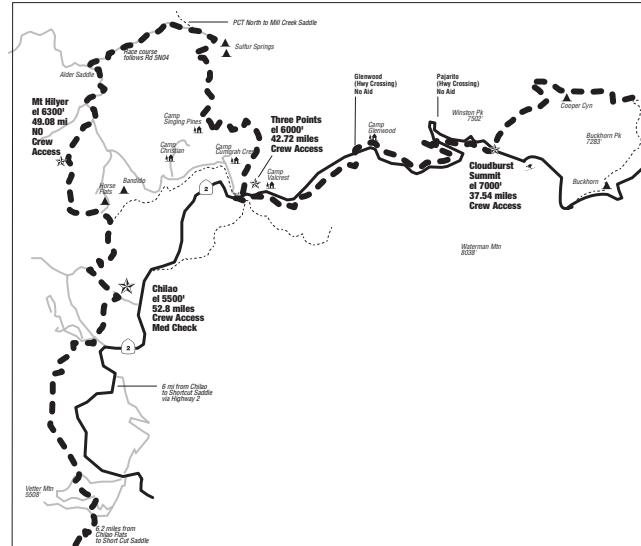 PCT North to Mill Creek Saddle
Race course
follows Rd 5N04
Sulfur Springs
Alder Saddle
Mt Hilyer
el 6300'
49.08 mi
NO
Crew
Access
Camp
Singing Pines
Camp
Christian
Camp
Cumorah Crest
Three Points
el 6000'
42.72 miles
Crew Access
Camp
Valcrest
Glenwood
(Hwy Crossing)
No Aid
Camp
Glenwood
Pajarito
(Hwy Crossing)
No Aid
Winston Pk
7502'
Cooper Cyn
Buckhorn Pk
7283'
Cloudburst
Summit
el 7000'
37.54 miles
Crew Access
Buckhorn
Waterman Mtn
8038'
Horse
Flats
Bandido
2
Chilao
el 5500'
52.8 miles
Crew Access
Med Check
2
6 mi from Chilao
to Shortcut Saddle
via Highway 2
Vetter Mtn
5508'
6.2 miles from
Chilao Flats
to Short Cut Saddle